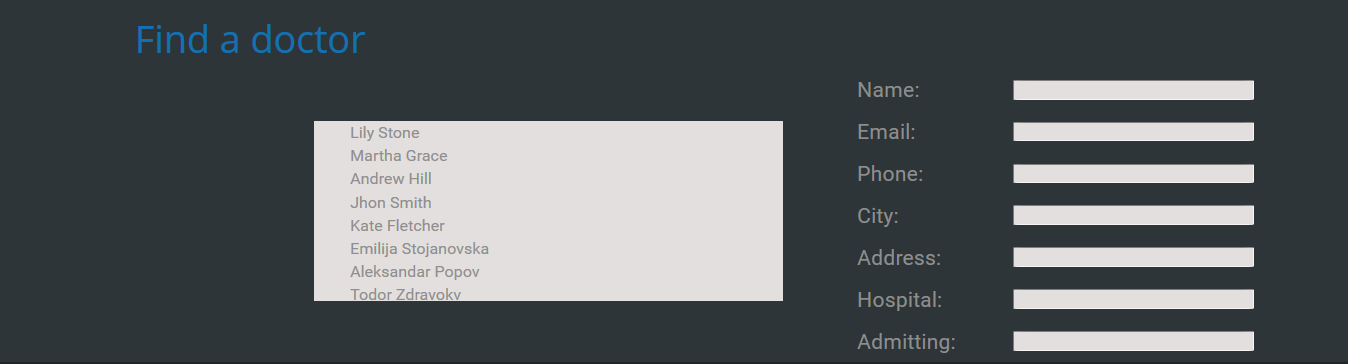 Find a doctor
Lily Stone
Martha Grace
Andrew Hill
Jhon Smith
Kate Fletcher
Emilija Stojanovska
Aleksandar Popov
Todor Zdravokv
Name:
Email:
Phone:
City:
Address:
Hospital:
Admitting: